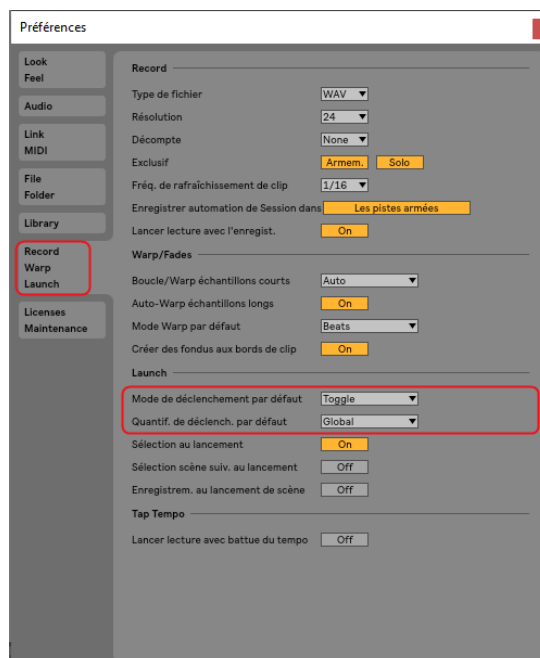 Préférences
Look
Feel
Audio
Link
MIDI
File
Folder
Library
Record
Warp
Launch
Licenses
Maintenance
Record
Type de fichier WAV
Résolution 24
Décompte None
Exclusif Armem. Solo
Fréq. de rafraîchissement de clip 1/16
Enregistrer automation de Session dans Les pistes armées
Lancer lecture avec l'enregist. On
Warp/Fades
Boucle/Warp échantillons courts Auto
Auto-Warp échantillons longs On
Mode Warp par défaut Beats
Créer des fondus aux bords de clip On
Launch
Mode de déclenchement par défaut Toggle
Quantif. de déclench. par défaut Global
Sélection au lancement On
Sélection scène suiv. au lancement Off
Enregistrem. au lancement de scène Off
Tap Tempo
Lancer lecture avec battue du tempo Off